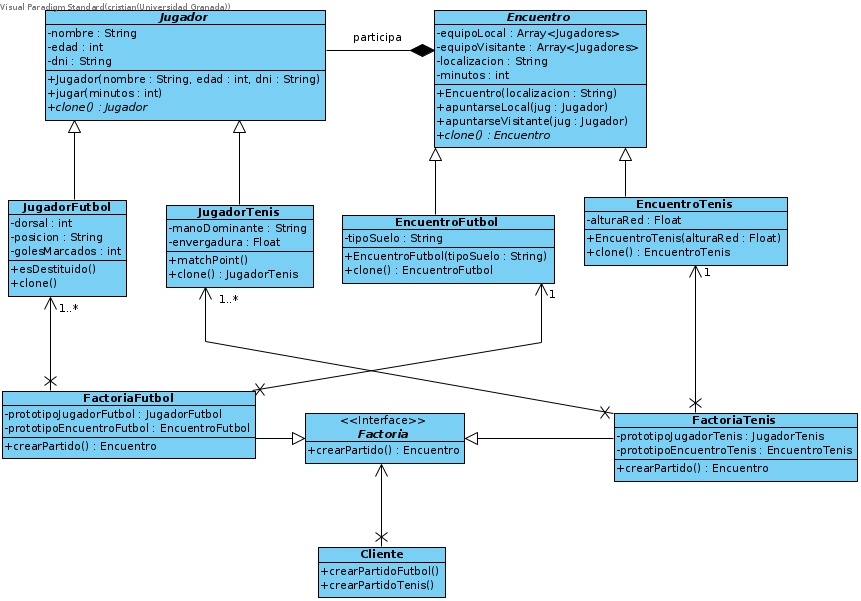 Visual Paradigm Standard(cristian(Universidad Granada))
Jugador
-nombre : String
-edad : int
-dni : String
+Jugador(nombre : String, edad : int, dni : String)
+jugar(minutos : int)
+clone() : Jugador
participa
Encuentro
-equipoLocal : Array<Jugadores>
-equipoVisitante : Array<Jugadores>
-localizacion : String
-minutos : int
+Encuentro(localizacion : String)
+apuntarseLocal(jug : Jugador)
+apuntarseVisitante(jug : Jugador)
+clone() : Encuentro
JugadorFutbol
-dorsal : int
-posicion : String
-golesMarcados : int
+esDestituido()
+clone()
JugadorTenis
-manoDominante : String
-envergadura : Float
+matchPoint()
+clone() : JugadorTenis
EncuentroFutbol
-tipoSuelo : String
+EncuentroFutbol(tipoSuelo : String)
+clone() : EncuentroFutbol
EncuentroTenis
-alturaRed : Float
+EncuentroTenis(alturaRed : Float)
+clone() : EncuentroTenis
1..*
1..*
1
1
FactoriaFutbol
-prototipoJugadorFutbol : JugadorFutbol
-prototipoEncuentroFutbol : EncuentroFutbol
+crearPartido() : Encuentro
<<Interface>>
Factoria
+crearPartido() : Encuentro
FactoriaTenis
-prototipoJugadorTenis : JugadorTenis
-prototipoEncuentroTenis : EncuentroTenis
+crearPartido() : Encuentro
Cliente
+crearPartidoFutbol()
+crearPartidoTenis()